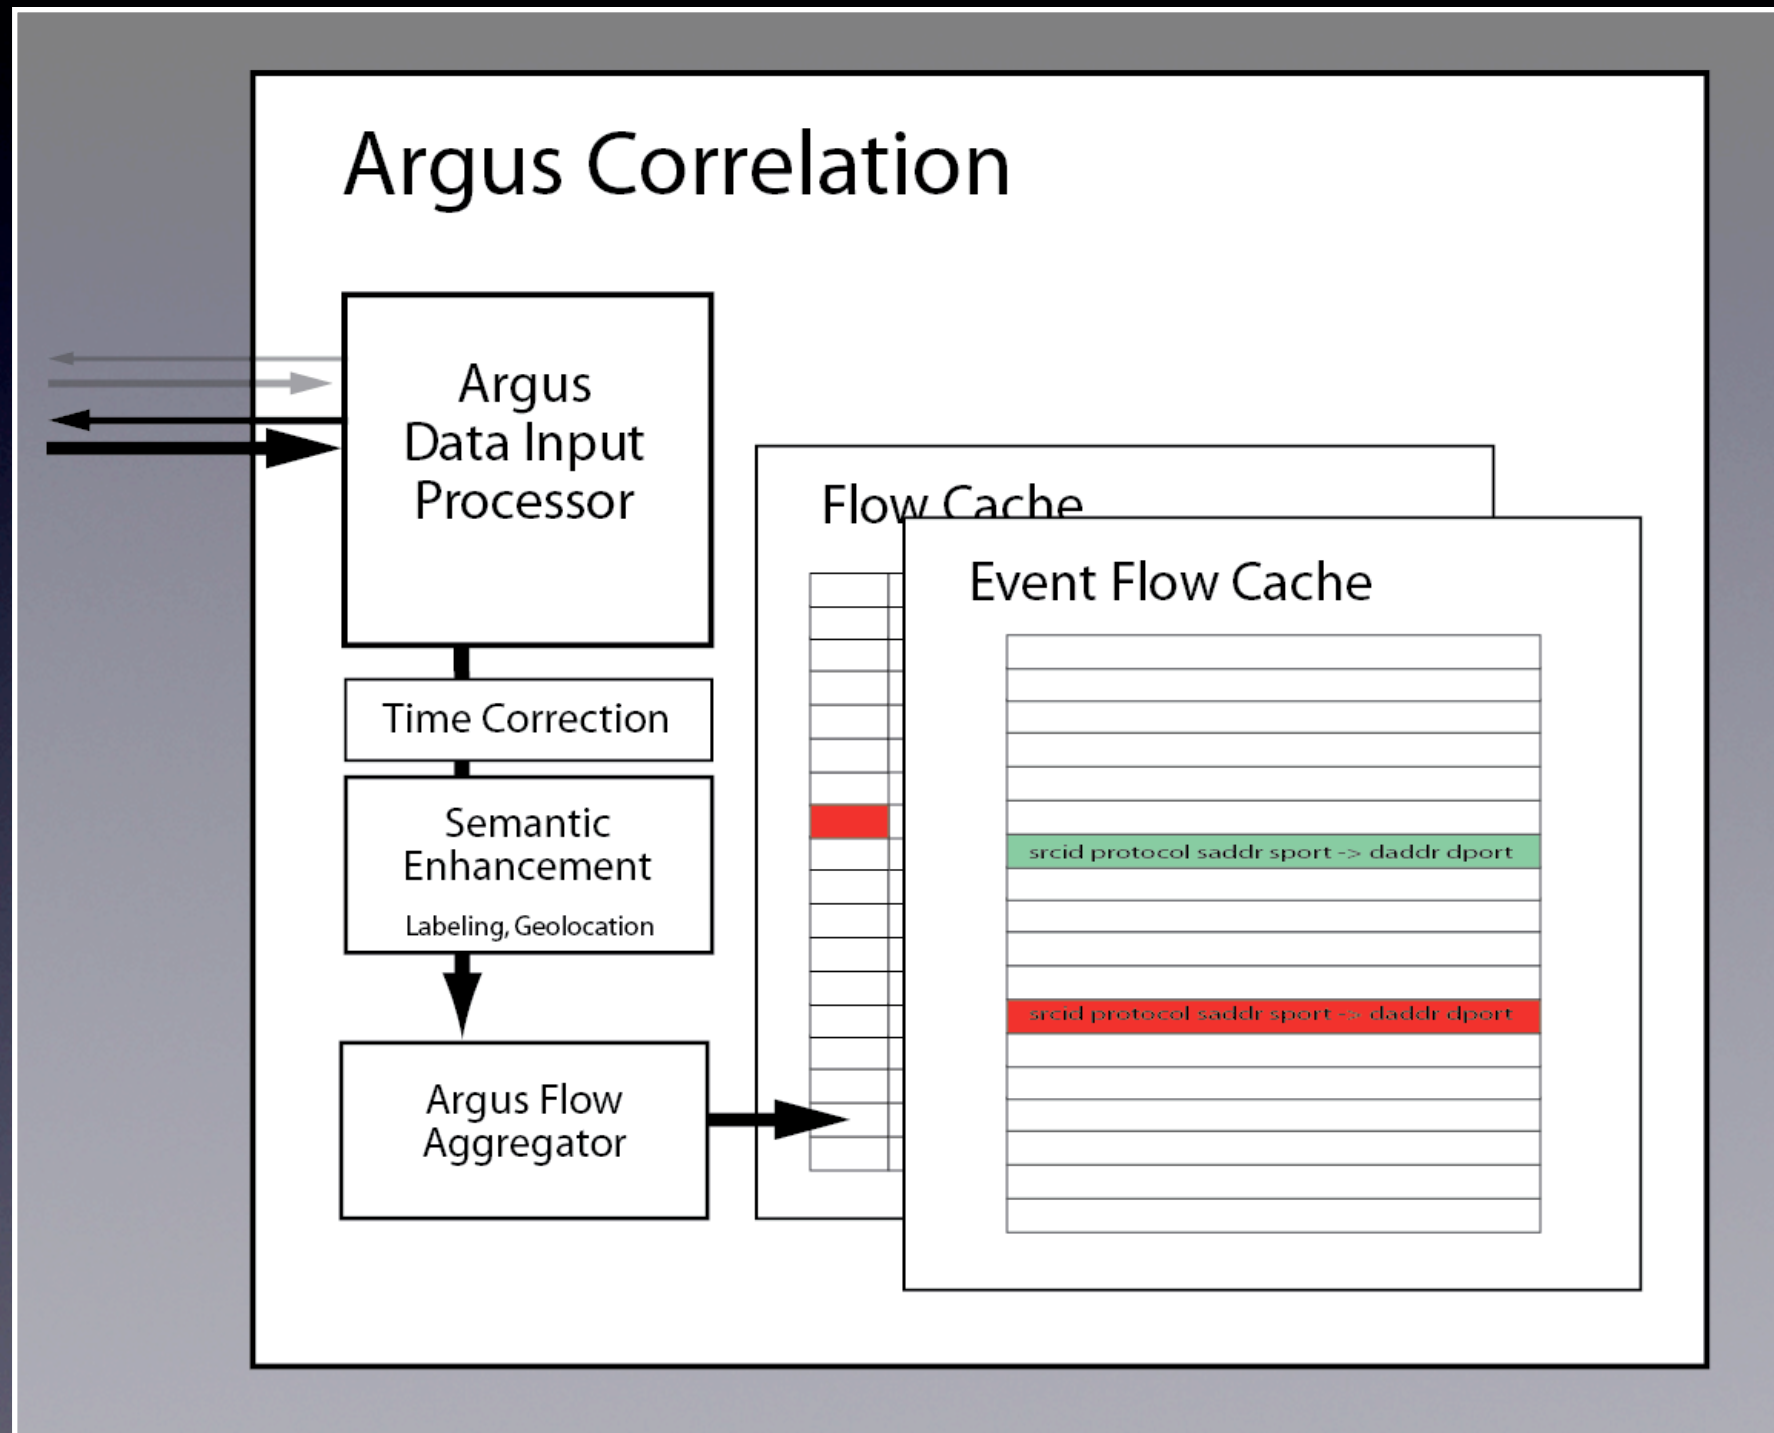 Argus Correlation
Argus
Data Input
Processor
Time Correction
Semantic
Enhancement
Labeling, Geolocation
Argus Flow
Aggregator
Flow Cache
Event Flow Cache
srcid protocol saddr sport -> daddr dport
srcid protocol saddr sport -> daddr dport